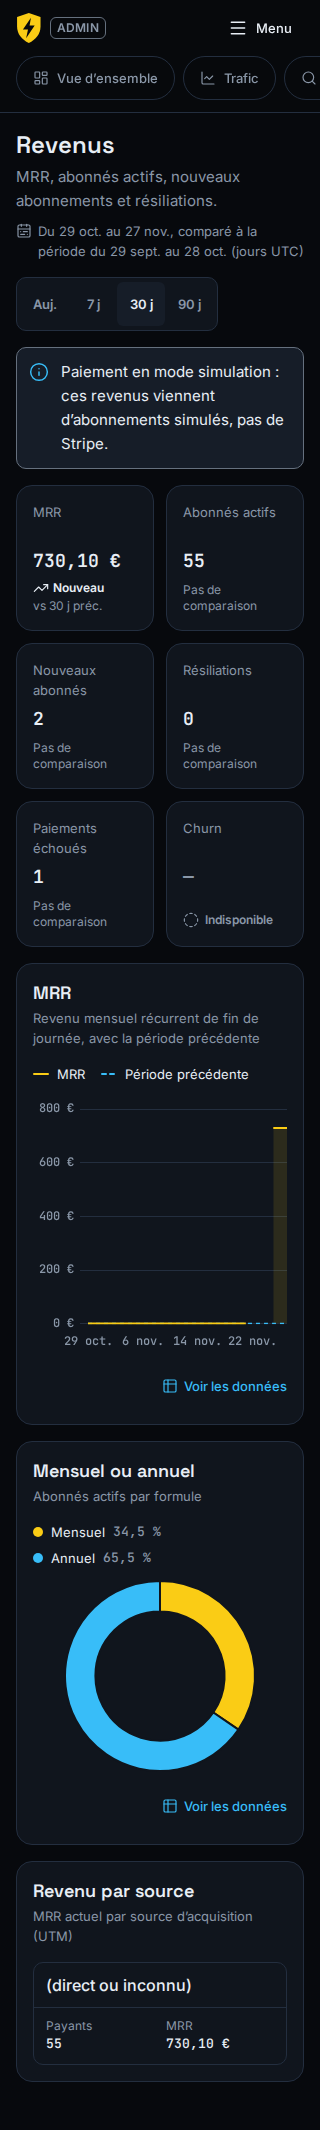 ADMIN
Menu
Vue d'ensemble
Trafic
Revenus
MRR, abonnés actifs, nouveaux
abonnements et résiliations.
Du 29 oct. au 27 nov., comparé à la
période du 29 sept. au 28 oct. (jours UTC)
Auj. 7 j 30 j 90 j
Paiement en mode simulation :
ces revenus viennent
d'abonnements simulés, pas de
Stripe.
MRR
730,10 €
Nouveau
vs 30 j préc.
Abonnés actifs
55
Pas de
comparaison
Nouveaux
abonnés
2
Pas de
comparaison
Résiliations
0
Pas de
comparaison
Paiements
échoués
1
Pas de
comparaison
Churn
—
Indisponible
MRR
Revenu mensuel récurrent de fin de
journée, avec la période précédente
MRR Période précédente
800 €
600 €
400 €
200 €
0 €
29 oct. 6 nov. 14 nov. 22 nov.
Voir les données
Mensuel ou annuel
Abonnés actifs par formule
Mensuel 34,5 %
Annuel 65,5 %
Voir les données
Revenu par source
MRR actuel par source d'acquisition
(UTM)
(direct ou inconnu)
Payants MRR
55 730,10 €